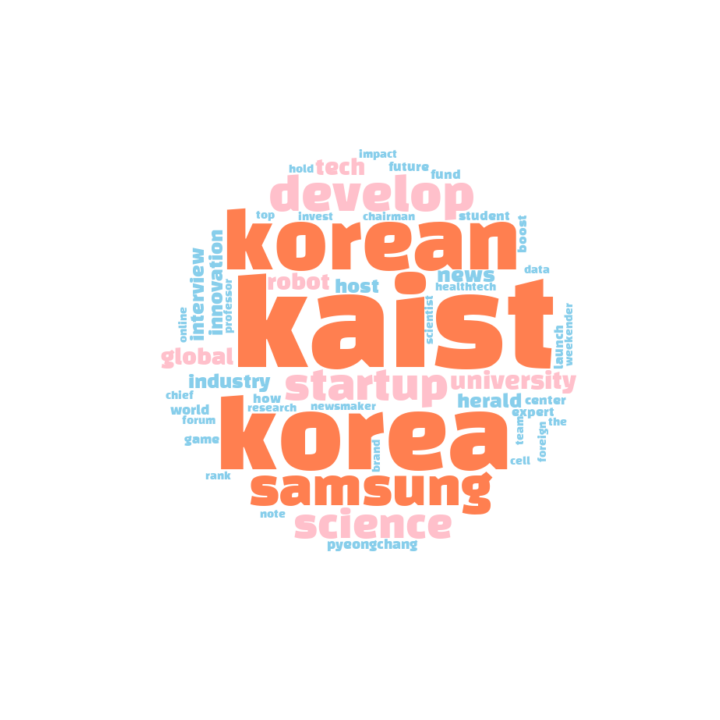 impact
hold
tech
future
fund
develop
top
invest
chairman
student
boost
korean
interview
innovation
news
data
robot
host
healthtech
professor
kaist
scientist
online
launch
weekender
global
industry
startup
university
chief
how
herald
center
world
research
newsmaker
expert
forum
korea
the
team
foreign
game
brand
cell
rank
samsung
note
science
pyeongchang